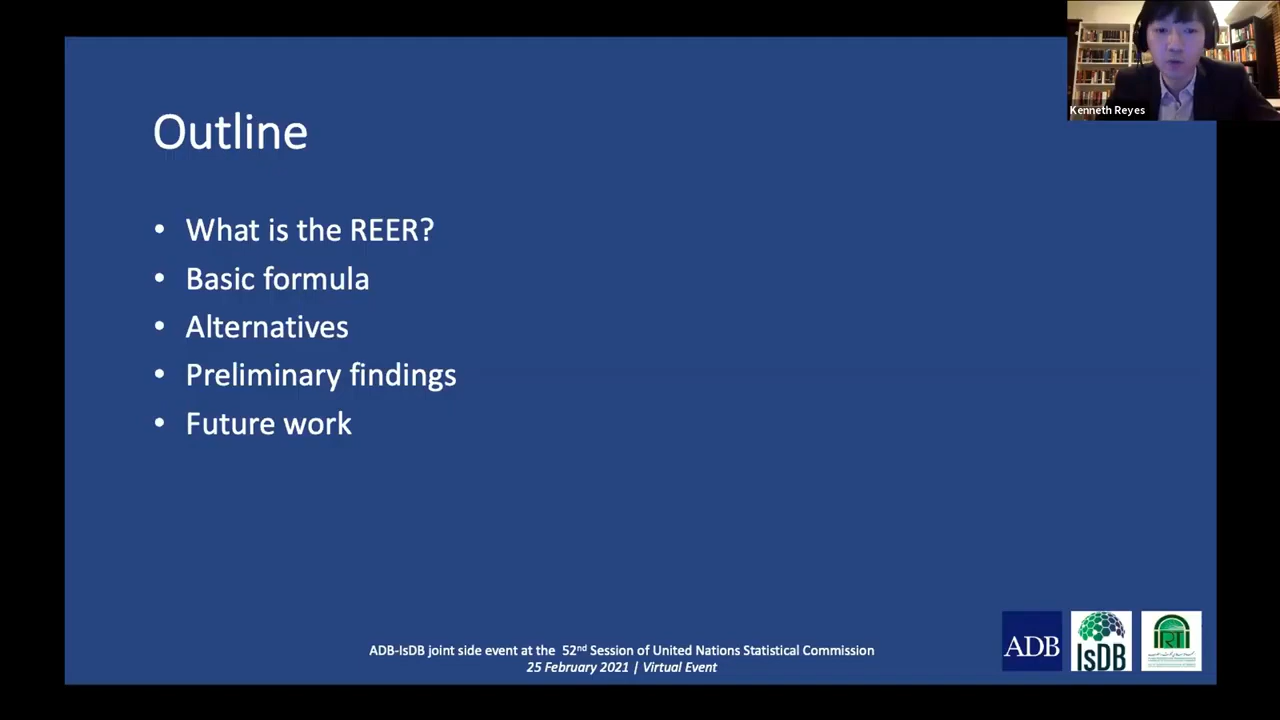 Kenneth Reyes
Outline
• What is the REER?
• Basic formula
• Alternatives
• Preliminary findings
• Future work
ADB-IsDB joint side event at the 52nd Session of United Nations Statistical Commission
25 February 2021 | Virtual Event
ADB
IsDB
IRTI